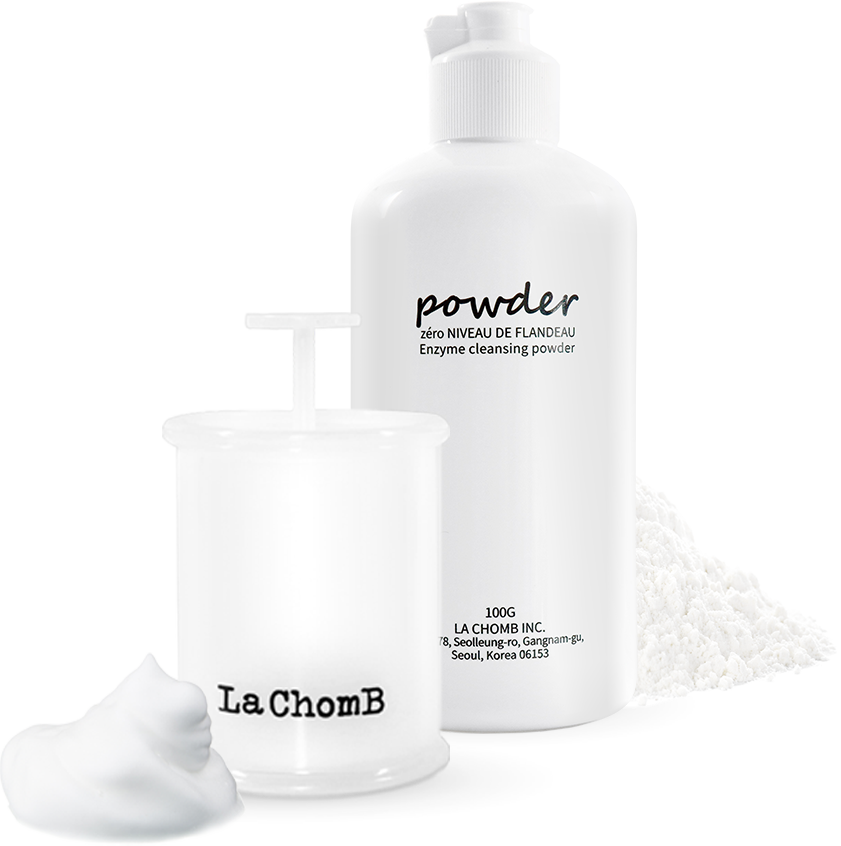 powder
zéro NIVEAU DE FLANDEAU
Enzyme cleansing powder
100G
LA CHOMB INC.
78, Seolleung-ro, Gangnam-gu,
Seoul, Korea 06153
La ChomB